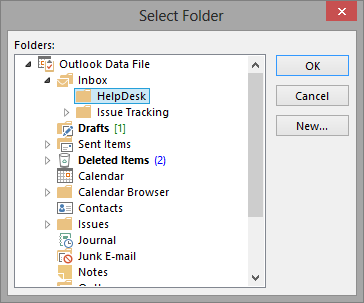 Select Folder
Folders:
Outlook Data File
Inbox
HelpDesk
Issue Tracking
Drafts [1]
Sent Items
Deleted Items (2)
Calendar
Calendar Browser
Contacts
Issues
Journal
Junk E-mail
Notes
OK
Cancel
New...